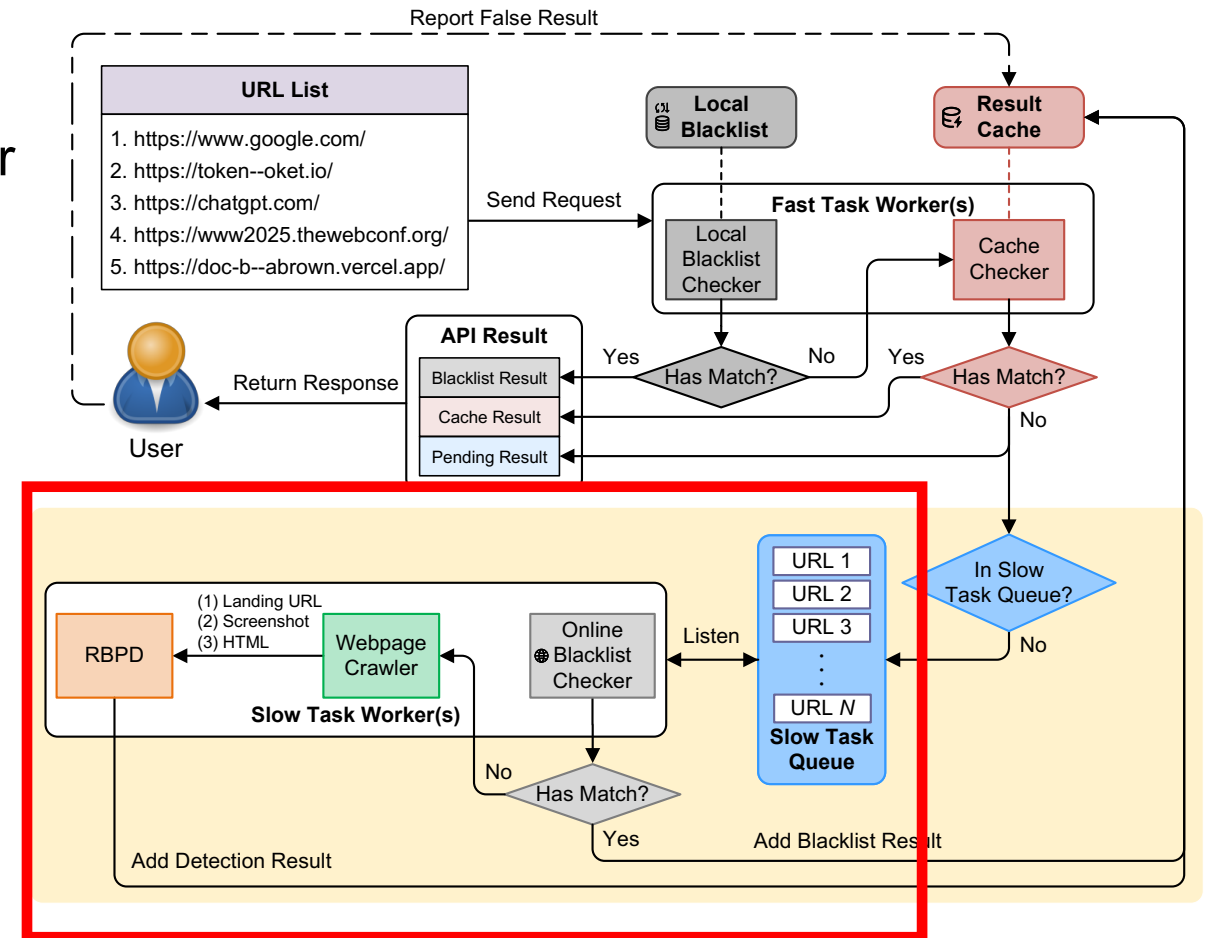 Report False Result
r
URL List
1. https://www.google.com/
2. https://token--oket.io/
3. https://chatgpt.com/
4. https://www2025.thewebconf.org/
5. https://doc-b--abrown.vercel.app/
Send Request
Local
Blacklist
Result
Cache
Fast Task Worker(s)
Local
Blacklist
Checker
Cache
Checker
Has Match?
Yes
No
Has Match?
Yes
No
API Result
Blacklist Result
Cache Result
Pending Result
Return Response
User
In Slow
Task Queue?
No
URL 1
URL 2
URL 3
URL N
Slow Task
Queue
Listen
Online
Blacklist
Checker
Webpage
Crawler
(1) Landing URL
(2) Screenshot
(3) HTML
RBPD
Slow Task Worker(s)
No
Has Match?
Yes
Add Blacklist Result
Add Detection Result